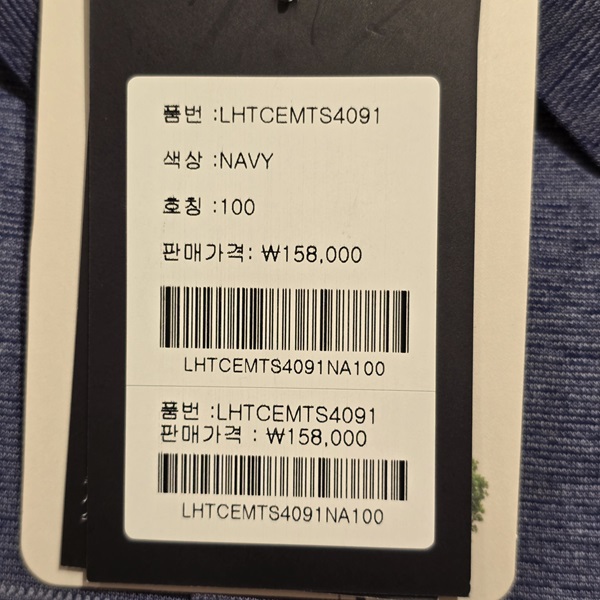 품번 :LHTCEMTS4091
색상 :NAVY
호칭 :100
판매가격: ₩158,000
LHTCEMTS4091NA100
품번 :LHTCEMTS4091
판매가격 : ₩158,000
LHTCEMTS4091NA100